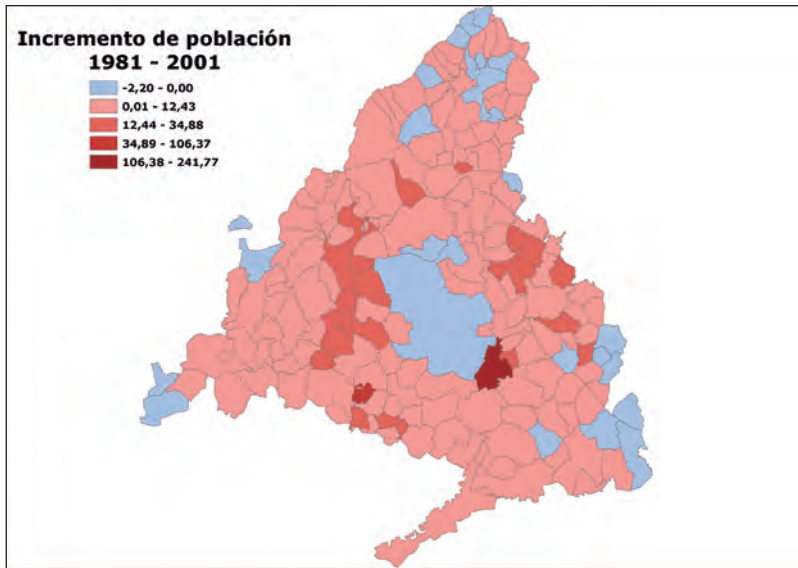 Incremento de población
1981 - 2001
-2,20 - 0,00
0,01 - 12,43
12,44 - 34,88
34,89 - 106,37
106,38 - 241,77